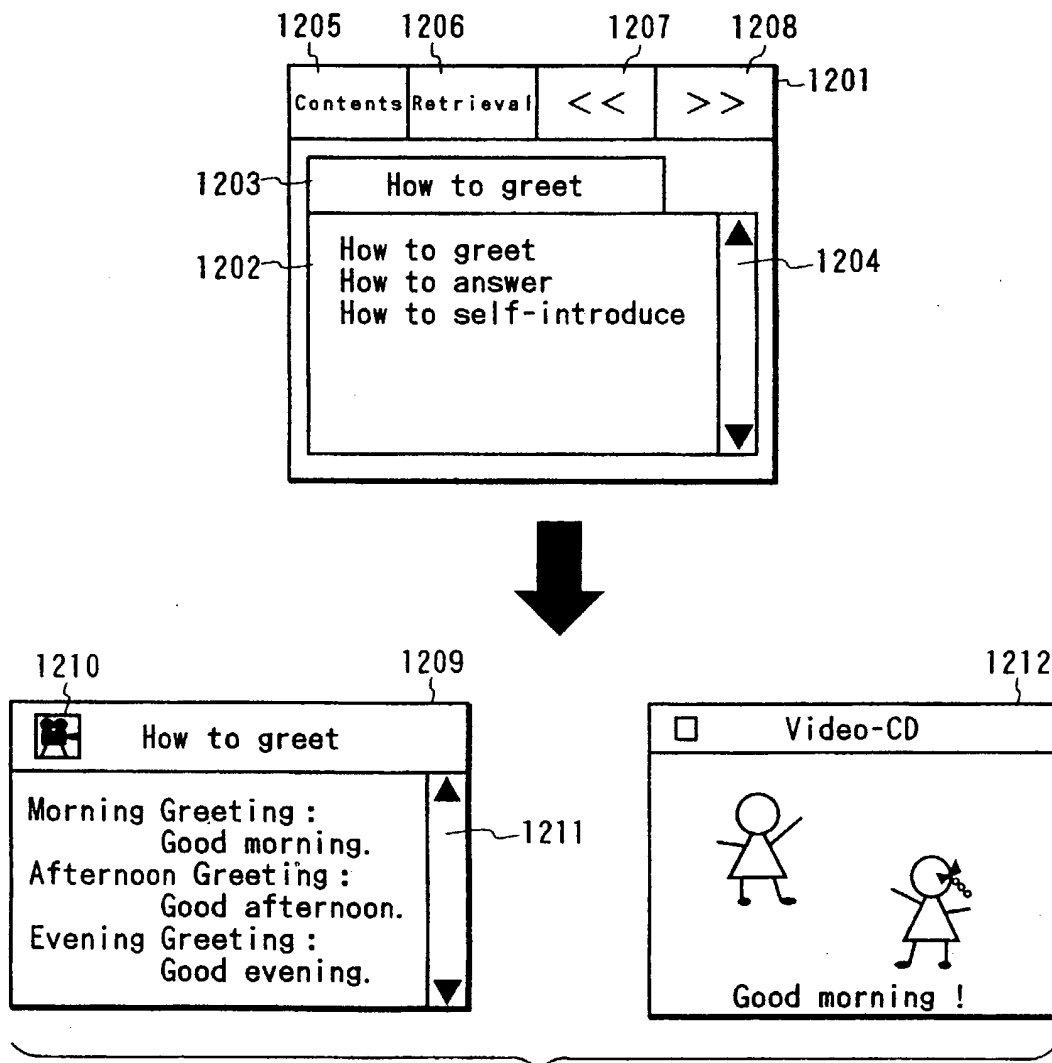 1205 1206 1207 1208
1201
Contents Retrieval << >>
1203 How to greet
1202 How to greet 1204
How to answer
How to self-introduce
1210 1209 1212
How to greet
Video-CD
Morning Greeting :
Good morning. 1211
Afternoon Greeting :
Good afternoon.
Evening Greeting :
Good evening.
Good morning !